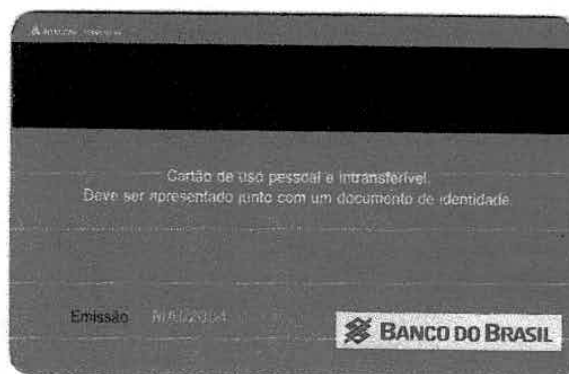 Cartão de uso pessoal e intransferível.
Deve ser apresentado junto com um documento de identidade.
Emissão
BANCO DO BRASIL